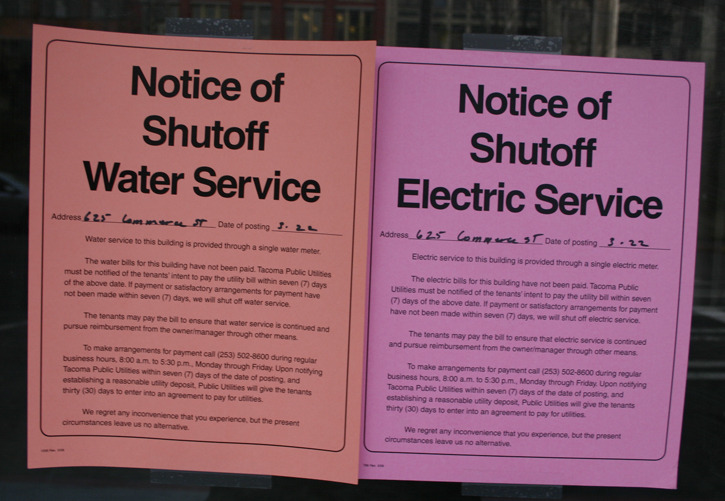 Notice of
Shutoff
Water Service
Address 625 Commerce ST Date of posting 3-22
Water service to this building is provided through a single water meter.
The water bills for this building have not been paid. Tacoma Public Utilities
must be notified of the tenants' intent to pay the utility bill within seven (7) days
of the above date. If payment or satisfactory arrangements for payment have
not been made within seven (7) days, we will shut off water service.
The tenants may pay the bill to ensure that water service is continued and
pursue reimbursement from the owner/manager through other means.
To make arrangements for payment call (253) 502-8600 during regular
business hours, 8:00 a.m. to 5:30 p.m., Monday through Friday. Upon notifying
Tacoma Public Utilities within seven (7) days of the date of posting, and
establishing a reasonable utility deposit, Public Utilities will give the tenants
thirty (30) days to enter into an agreement to pay for utilities.
We regret any inconvenience that you experience, but the present
circumstances leave us no alternative.
Notice of
Shutoff
Electric Service
Address 625 Commerce ST Date of posting 3-22
Electric service to this building is provided through a single electric meter.
The electric bills for this building have not been paid. Tacoma Public
Utilities must be notified of the tenants' intent to pay the utility bill within seven
(7) days of the above date. If payment or satisfactory arrangements for payment
have not been made within seven (7) days, we will shut off electric service.
The tenants may pay the bill to ensure that electric service is continued
and pursue reimbursement from the owner/manager through other means.
To make arrangements for payment call (253) 502-8600 during regular
business hours, 8:00 a.m. to 5:30 p.m., Monday through Friday. Upon notifying
Tacoma Public Utilities within seven (7) days of the date of posting, and
establishing a reasonable utility deposit, Public Utilities will give the tenants
thirty (30) days to enter into an agreement to pay for utilities.
We regret any inconvenience that you experience, but the present
circumstances leave us no alternative.